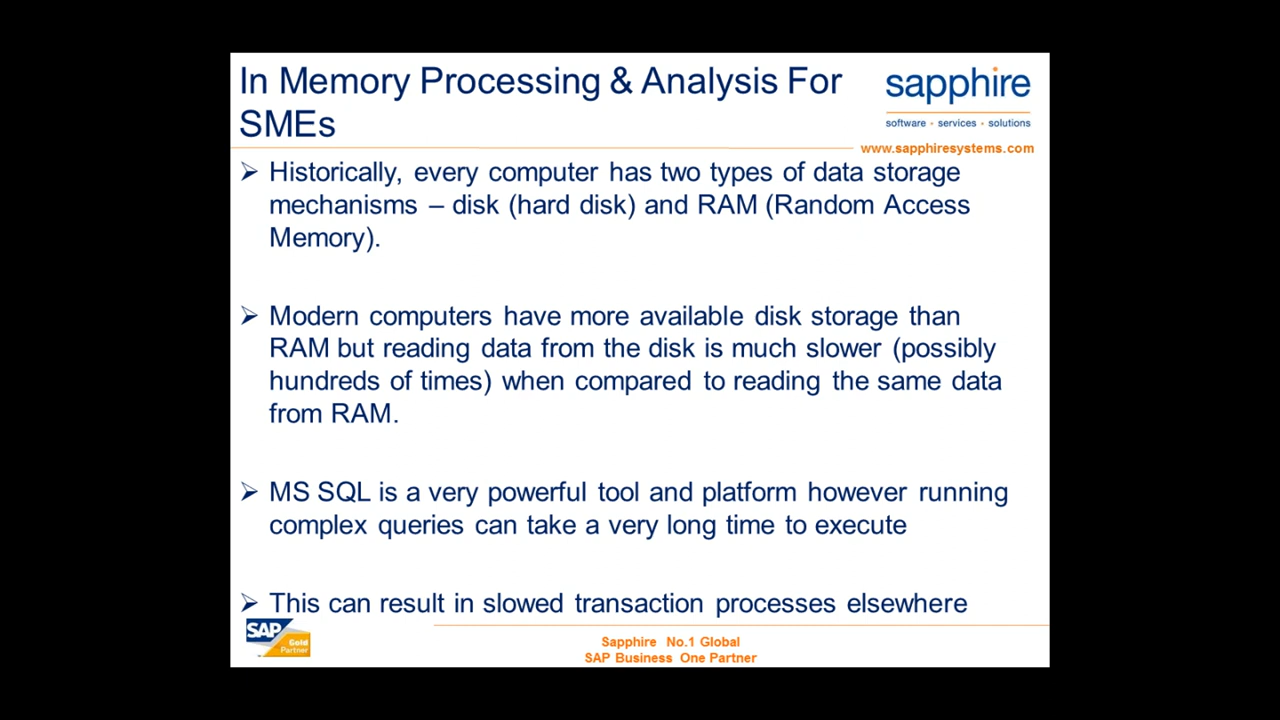 In Memory Processing & Analysis For
SMEs
sapphire
software - services - solutions
www.sapphiresystems.com
Historically, every computer has two types of data storage
mechanisms – disk (hard disk) and RAM (Random Access
Memory).
Modern computers have more available disk storage than
RAM but reading data from the disk is much slower (possibly
hundreds of times) when compared to reading the same data
from RAM.
MS SQL is a very powerful tool and platform however running
complex queries can take a very long time to execute
This can result in slowed transaction processes elsewhere
SAP
Gold
Partner
Sapphire No.1 Global
SAP Business One Partner